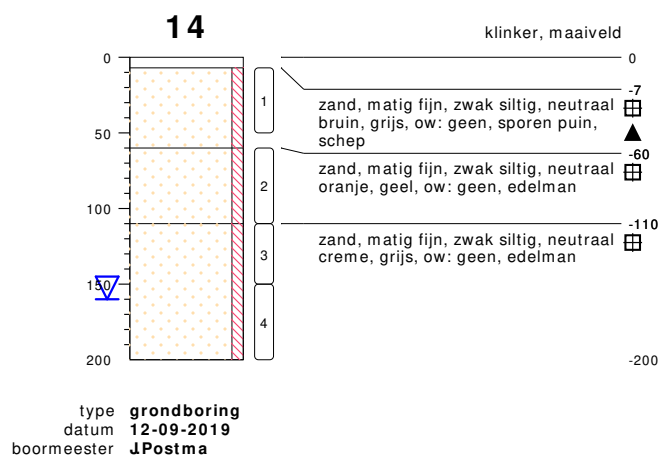 14
klinker, maaiveld
0
0
-7
zand, matig fijn, zwak siltig, neutraal
bruin, grijs, ow: geen, sporen puin,
schep
1
50
-60
zand, matig fijn, zwak siltig, neutraal
oranje, geel, ow: geen, edelman
2
100
-110
zand, matig fijn, zwak siltig, neutraal
creme, grijs, ow: geen, edelman
3
150
4
200
-200
type grondboring
datum 12-09-2019
boormeester J.Postma